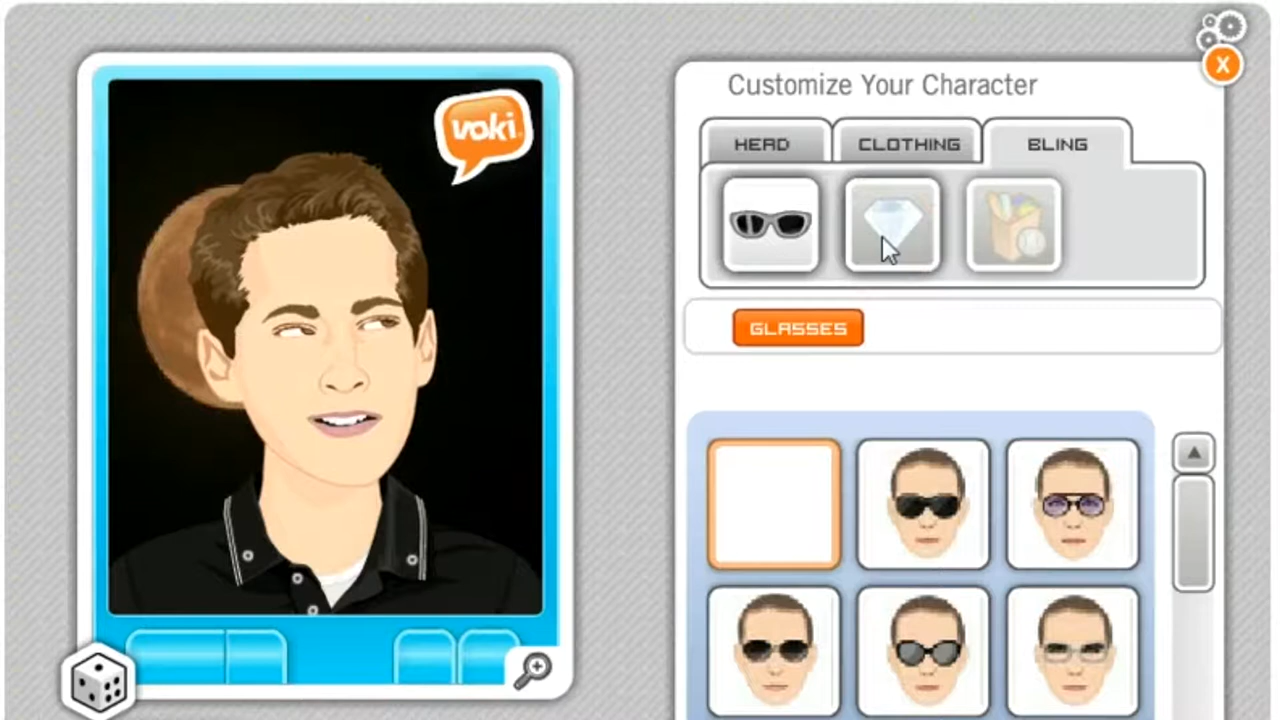 voki
Customize Your Character
X
HEAD
CLOTHING
BLING
GLASSES